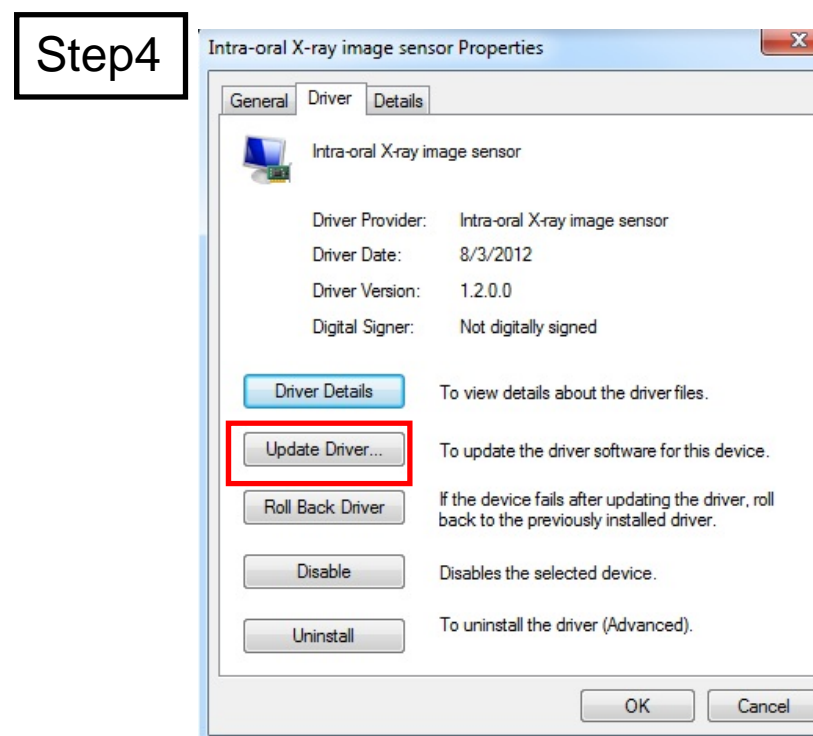 Step4
Intra-oral X-ray image sensor Properties
General Driver Details
Intra-oral X-ray image sensor
Driver Provider: Intra-oral X-ray image sensor
Driver Date: 8/3/2012
Driver Version: 1.2.0.0
Digital Signer: Not digitally signed
Driver Details To view details about the driver files.
Update Driver... To update the driver software for this device.
Roll Back Driver If the device fails after updating the driver, roll
back to the previously installed driver.
Disable Disables the selected device.
Uninstall To uninstall the driver (Advanced).
OK Cancel